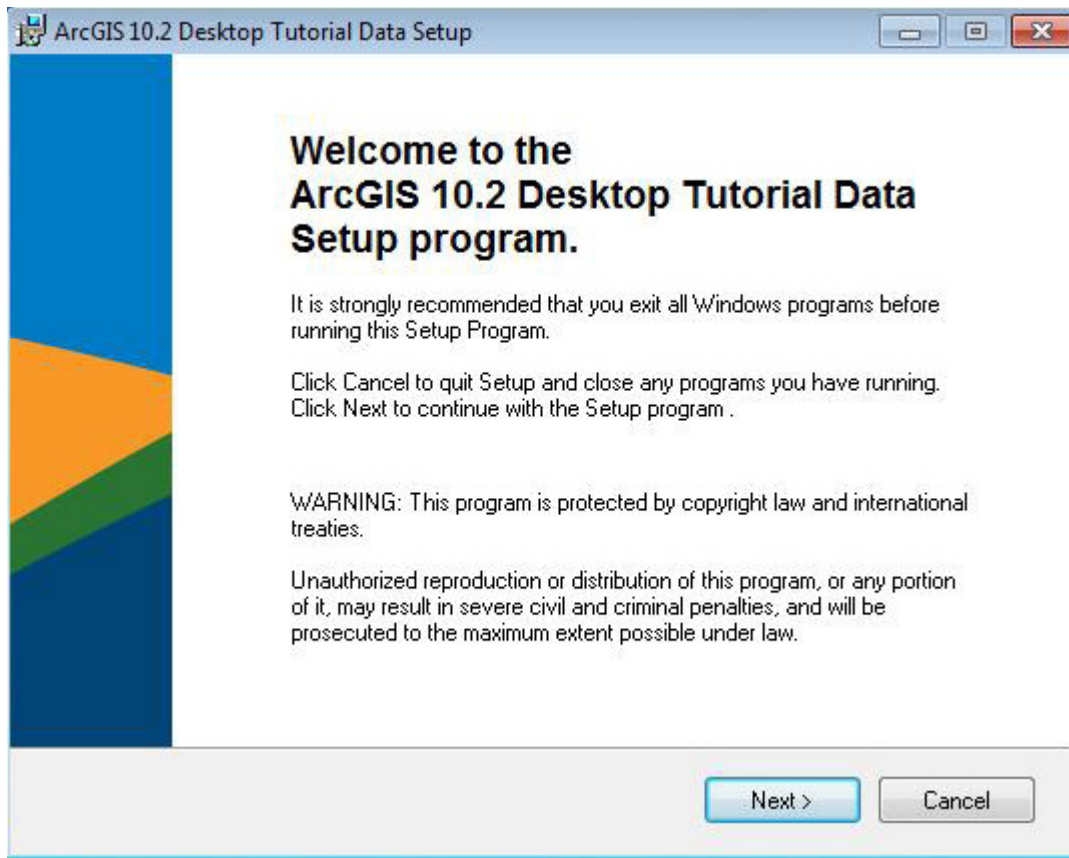 ArcGIS 10.2 Desktop Tutorial Data Setup
Welcome to the
ArcGIS 10.2 Desktop Tutorial Data
Setup program.
It is strongly recommended that you exit all Windows programs before
running this Setup Program.
Click Cancel to quit Setup and close any programs you have running.
Click Next to continue with the Setup program .
WARNING: This program is protected by copyright law and international
treaties.
Unauthorized reproduction or distribution of this program, or any portion
of it, may result in severe civil and criminal penalties, and will be
prosecuted to the maximum extent possible under law.
Next >
Cancel